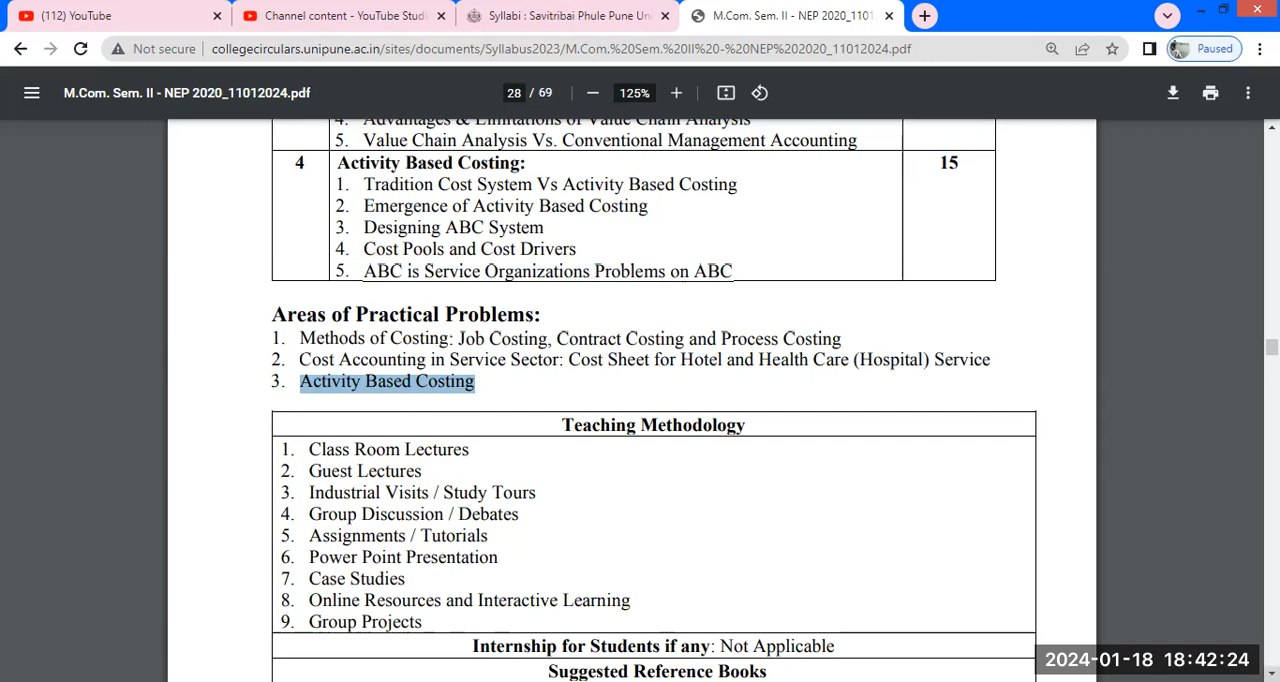 (112) YouTube
Channel content - YouTube Studi
Syllabi : Savitribai Phule Pune Un
M.Com. Sem. II - NEP 2020_1101
Not secure
collegecirculars.unipune.ac.in/sites/documents/Syllabus2023/M.Com.%20Sem.%20II%20-%20NEP%202020_11012024.pdf
Paused
M.Com. Sem. II - NEP 2020_11012024.pdf
28 / 69
125%
4. Advantages & Limitations of Value Chain Analysis
5. Value Chain Analysis Vs. Conventional Management Accounting
4 Activity Based Costing: 15
1. Tradition Cost System Vs Activity Based Costing
2. Emergence of Activity Based Costing
3. Designing ABC System
4. Cost Pools and Cost Drivers
5. ABC is Service Organizations Problems on ABC
Areas of Practical Problems:
1. Methods of Costing: Job Costing, Contract Costing and Process Costing
2. Cost Accounting in Service Sector: Cost Sheet for Hotel and Health Care (Hospital) Service
3. Activity Based Costing
Teaching Methodology
1. Class Room Lectures
2. Guest Lectures
3. Industrial Visits / Study Tours
4. Group Discussion / Debates
5. Assignments / Tutorials
6. Power Point Presentation
7. Case Studies
8. Online Resources and Interactive Learning
9. Group Projects
Internship for Students if any: Not Applicable
Suggested Reference Books
2024-01-18 18:42:24